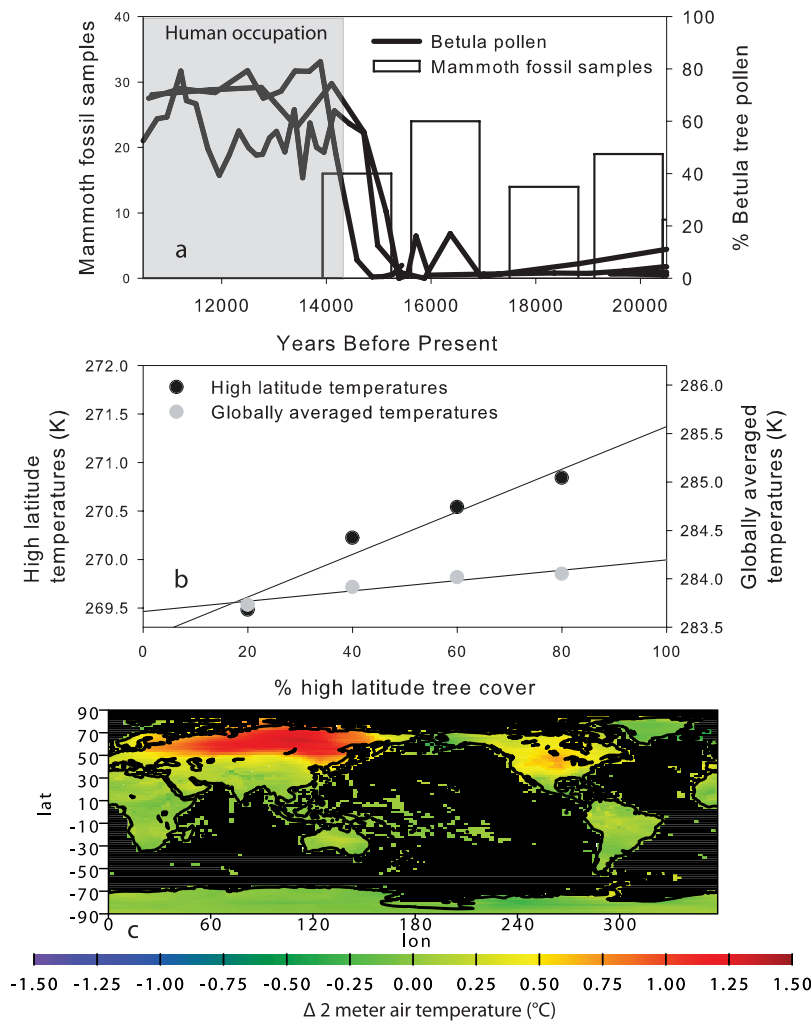 Human occupation
Betula pollen
Mammoth fossil samples
Mammoth fossil samples
% Betula tree pollen
40
30
20
10
0
100
80
60
40
20
0
a
12000 14000 16000 18000 20000
Years Before Present
High latitude temperatures
Globally averaged temperatures
High latitude
temperatures (K)
Globally averaged
temperatures (K)
272.0
271.5
271.0
270.5
270.0
269.5
286.0
285.5
285.0
284.5
284.0
283.5
b
0 20 40 60 80 100
% high latitude tree cover
90
70
50
30
10
-10
-30
-50
-70
-90
lat
c
0 60 120 180 240 300
lon
-1.50 -1.25 -1.00 -0.75 -0.50 -0.25 0.00 0.25 0.50 0.75 1.00 1.25 1.50
Δ 2 meter air temperature (°C)